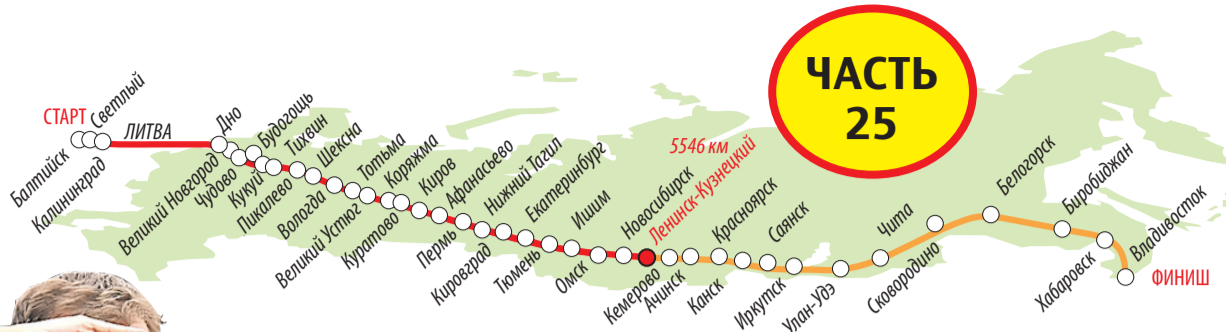 ЧАСТЬ
25
СТАРТ
Балтийск
Светлый
Калининград
ЛИТВА
Дно
Великий Новгород
Чудово
Будогощь
Кукуй
Тихвин
Пикалево
Шексна
Вологда
Тотьма
Великий Устюг
Коряжма
Куратово
Киров
Афанасьево
Пермь
Нижний Тагил
Кировград
Екатеринбург
Тюмень
Ишим
Омск
Новосибирск
5546 км
Ленинск-Кузнецкий
Кемерово
Ачинск
Красноярск
Канск
Саянск
Иркутск
Улан-Удэ
Чита
Сковородино
Белогорск
Биробиджан
Хабаровск
Владивосток
ФИНИШ